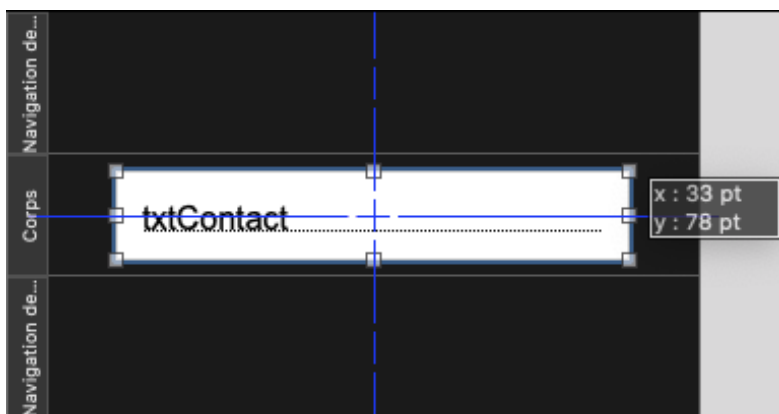 Navigation de...
Corps
txtContact
x : 33 pt
y : 78 pt
Navigation de...